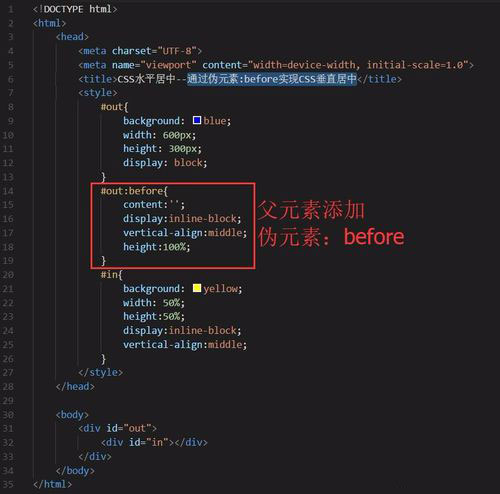 1 <!DOCTYPE html>
2 <html>
3 <head>
4 <meta charset="UTF-8">
5 <meta name="viewport" content="width=device-width, initial-scale=1.0">
6 <title>CSS水平居中--通过伪元素:before实现CSS垂直居中</title>
7 <style>
8 #out{
9 background: blue;
10 width: 600px;
11 height: 300px;
12 display: block;
13 }
14 #out:before{
15 content:'';
16 display:inline-block;
17 vertical-align:middle;
18 height:100%;
19 }
父元素添加
伪元素：before
20 #in{
21 background: yellow;
22 width: 50%;
23 height:50%;
24 display:inline-block;
25 vertical-align:middle;
26 }
27 </style>
28 </head>
29
30 <body>
31 <div id="out">
32 <div id="in"></div>
33 </div>
34 </body>
35 </html>